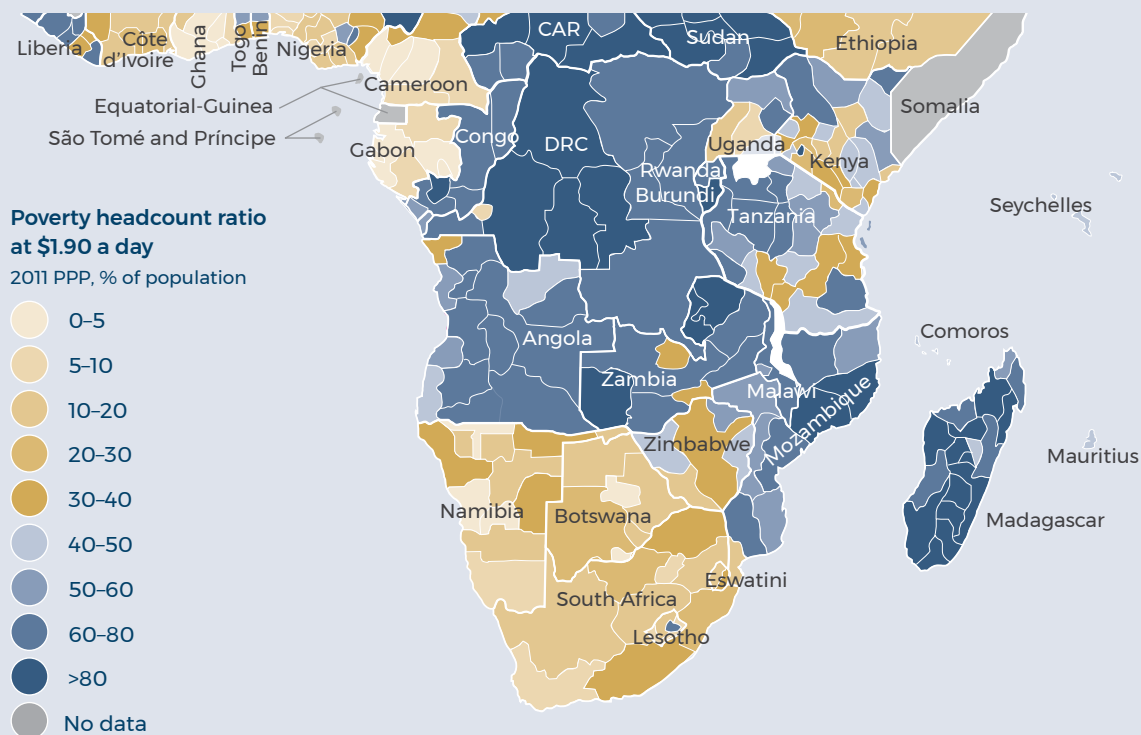 CAR
Sudan
Ethiopia
Liberia
Côte
d'Ivoire
Ghana
Togo
Benin
Nigeria
Cameroon
Equatorial-Guinea
São Tomé and Príncipe
Gabon
Congo
DRC
Somalia
Uganda
Kenya
Rwanda
Burundi
Tanzania
Seychelles
Poverty headcount ratio
at $1.90 a day
2011 PPP, % of population
0–5
5–10
10–20
20–30
30–40
40–50
50–60
60–80
>80
No data
Angola
Zambia
Malawi
Mozambique
Comoros
Zimbabwe
Mauritius
Madagascar
Namibia
Botswana
Eswatini
South Africa
Lesotho